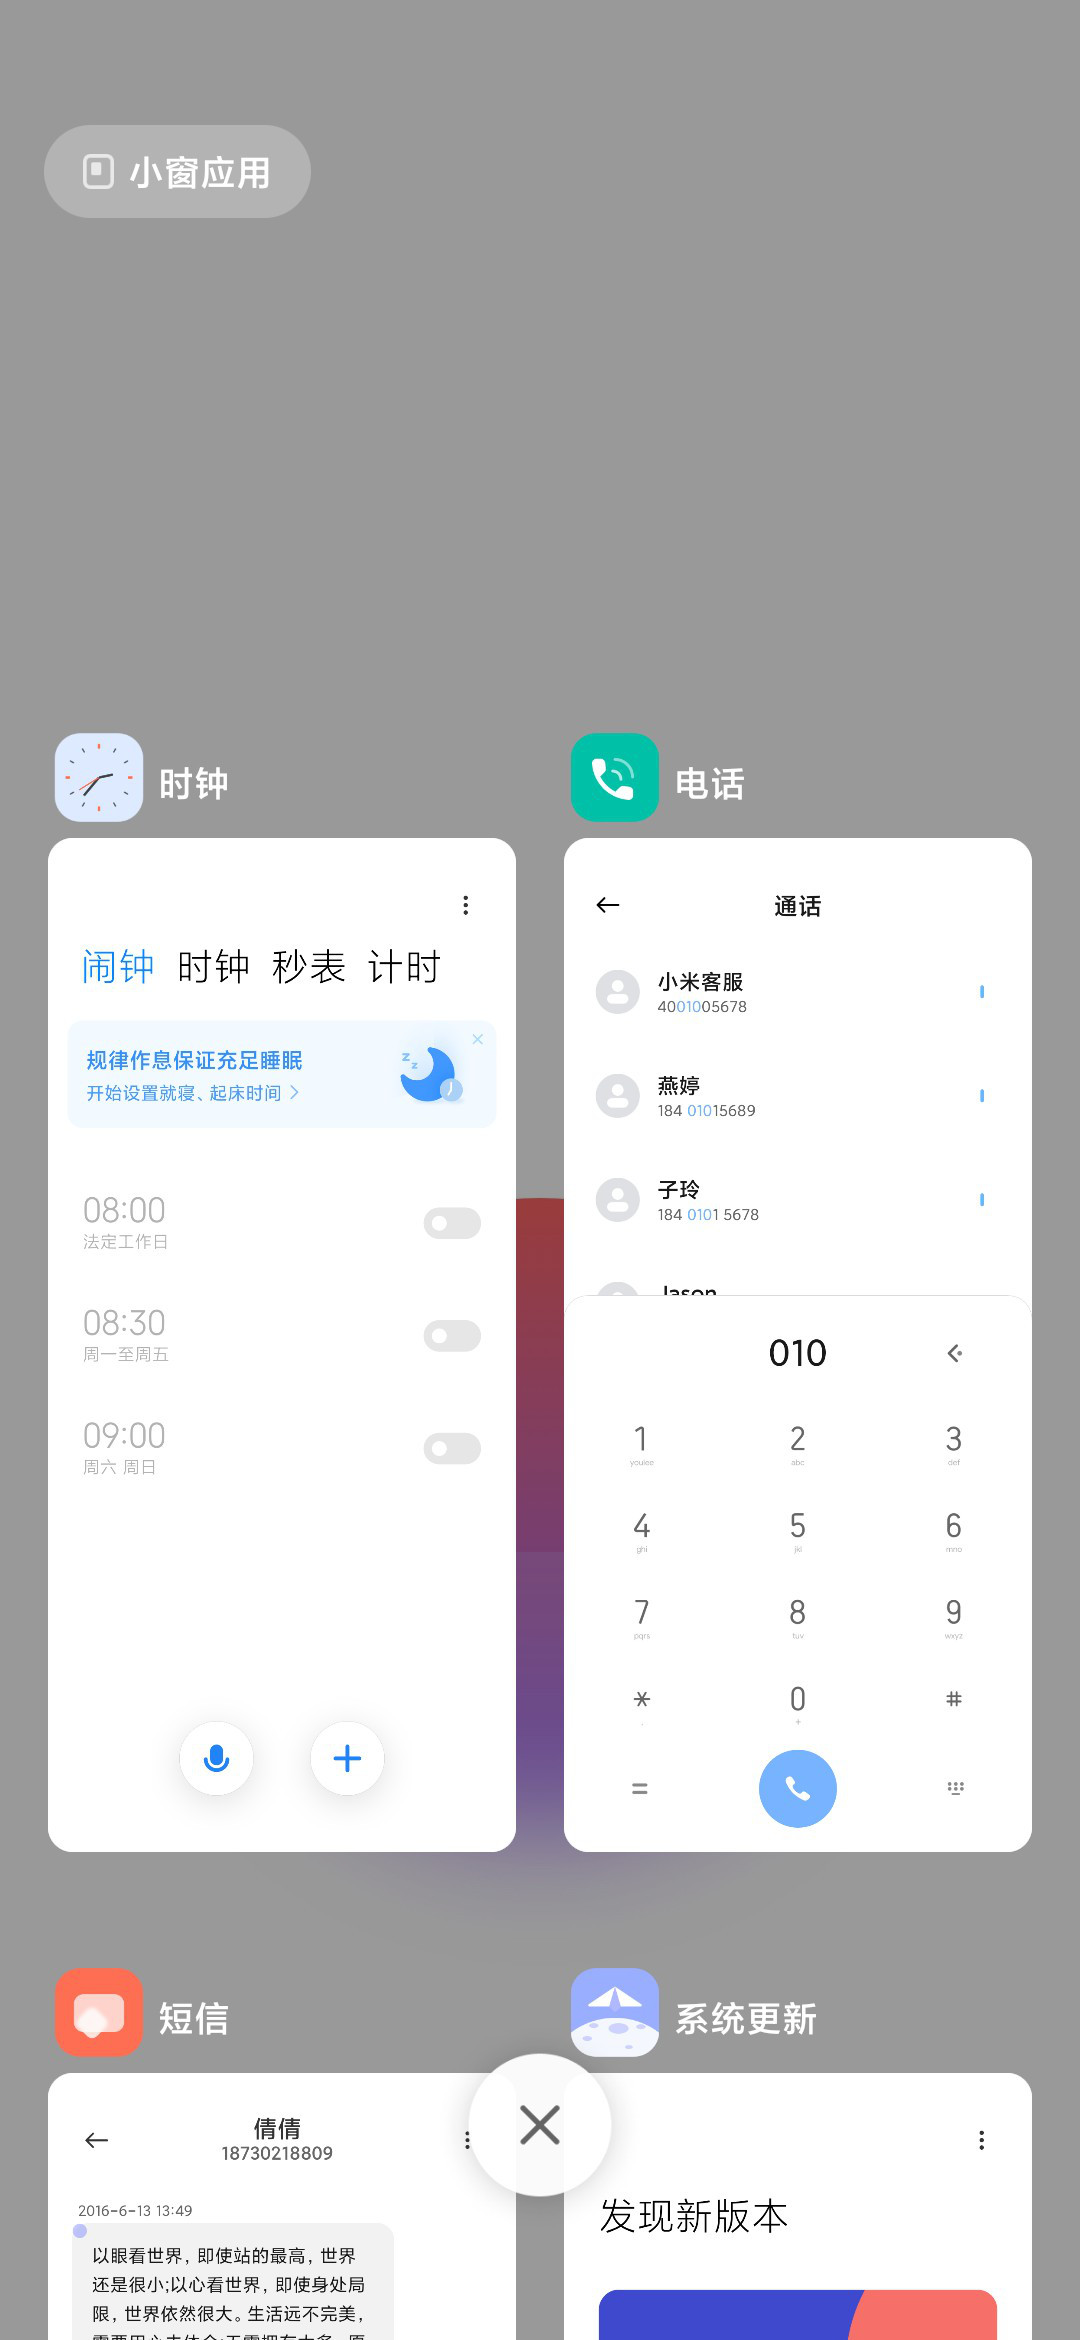 小窗应用
时钟
电话
闹钟 时钟 秒表 计时
规律作息保证充足睡眠
开始设置就寝、起床时间
08:00
法定工作日
08:30
周一至周五
09:00
周六 周日
通话
小米客服
4001005678
燕婷
184 01015689
子玲
184 0101 5678
Jason
010
1 2 3
youlee abc def
4 5 6
ghi jkl mno
7 8 9
pqrs tuv wxyz
* 0 #
, +
短信
系统更新
倩倩
18730218809
2016-6-13 13:49
以眼看世界, 即使站的最高, 世界
还是很小;以心看世界, 即使身处局
限, 世界依然很大。生活远不完美,
发现新版本